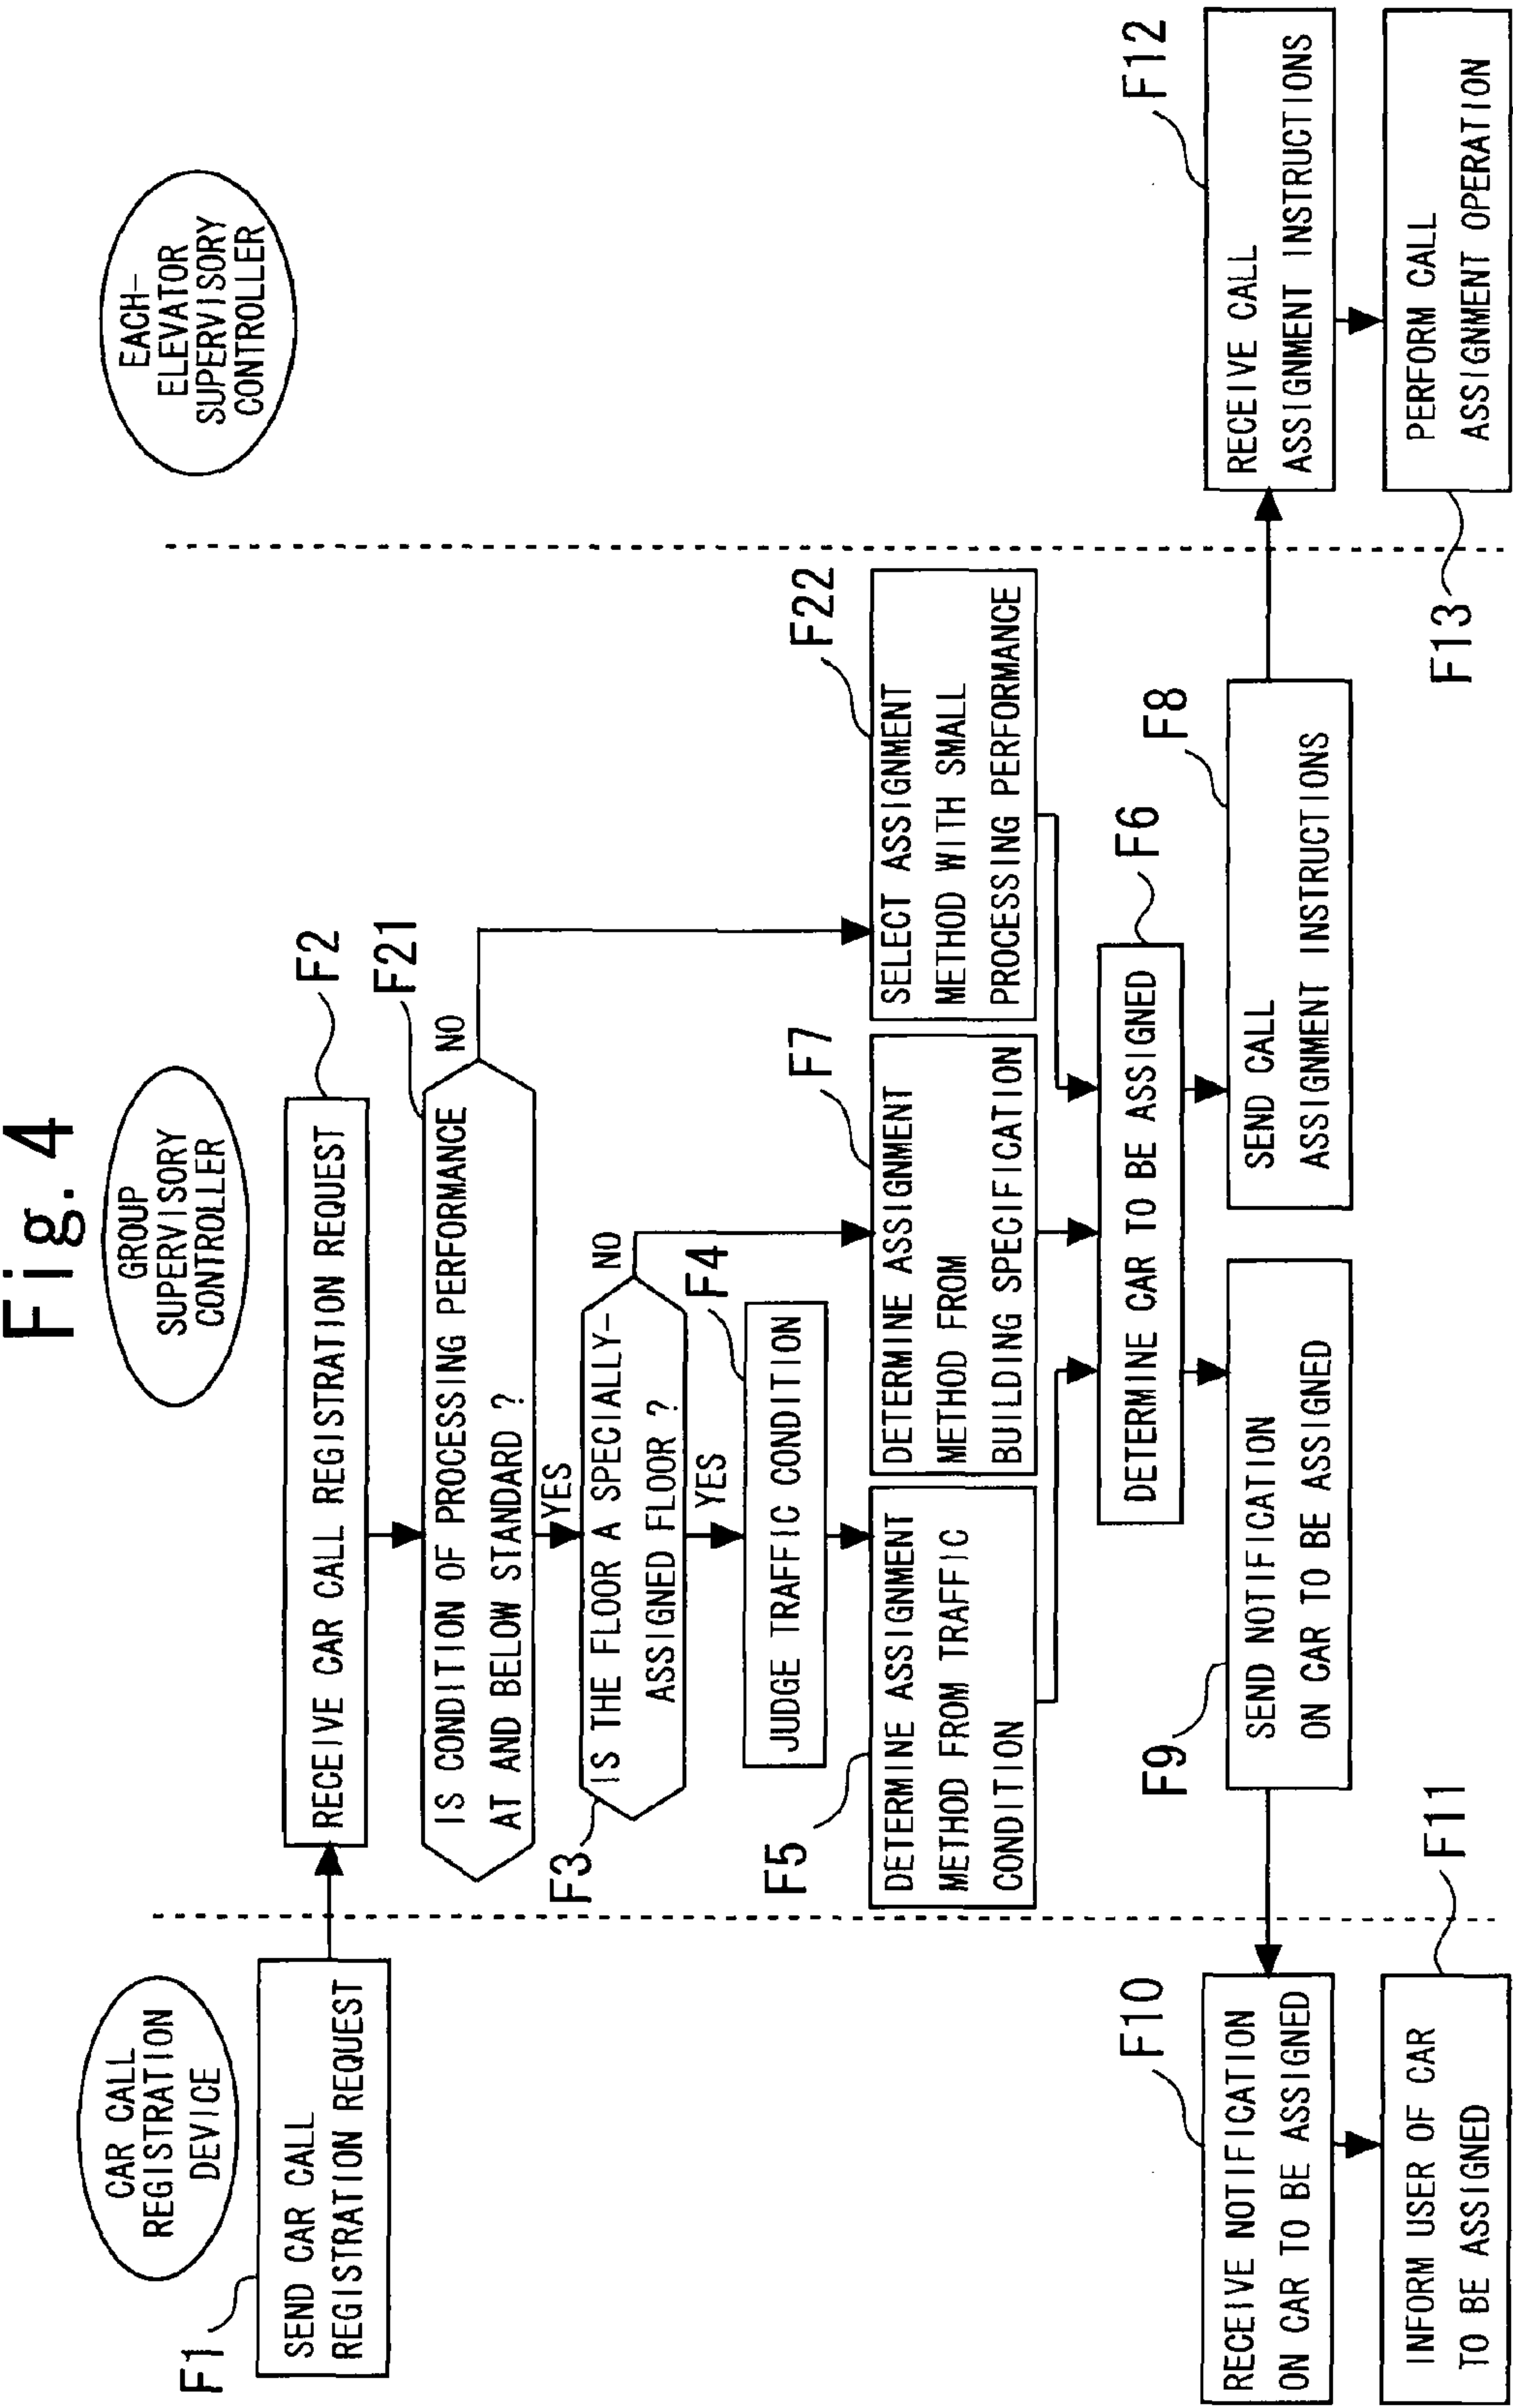 Fig. 4
CAR CALL
REGISTRATION
DEVICE
GROUP
SUPERVISORY
CONTROLLER
EACH-
ELEVATOR
SUPERVISORY
CONTROLLER
F1
SEND CAR CALL
REGISTRATION REQUEST
F2
RECEIVE CAR CALL REGISTRATION REQUEST
F21
IS CONDITION OF PROCESSING PERFORMANCE
AT AND BELOW STANDARD ?
NO
YES
F3
IS THE FLOOR A SPECIALLY-
ASSIGNED FLOOR ?
NO
YES
F4
JUDGE TRAFFIC CONDITION
F5
DETERMINE ASSIGNMENT
METHOD FROM TRAFFIC
CONDITION
F7
DETERMINE ASSIGNMENT
METHOD FROM
BUILDING SPECIFICATION
F22
SELECT ASSIGNMENT
METHOD WITH SMALL
PROCESSING PERFORMANCE
F6
DETERMINE CAR TO BE ASSIGNED
F9
SEND NOTIFICATION
ON CAR TO BE ASSIGNED
F8
SEND CALL
ASSIGNMENT INSTRUCTIONS
F10
RECEIVE NOTIFICATION
ON CAR TO BE ASSIGNED
F11
INFORM USER OF CAR
TO BE ASSIGNED
F12
RECEIVE CALL
ASSIGNMENT INSTRUCTIONS
F13
PERFORM CALL
ASSIGNMENT OPERATION